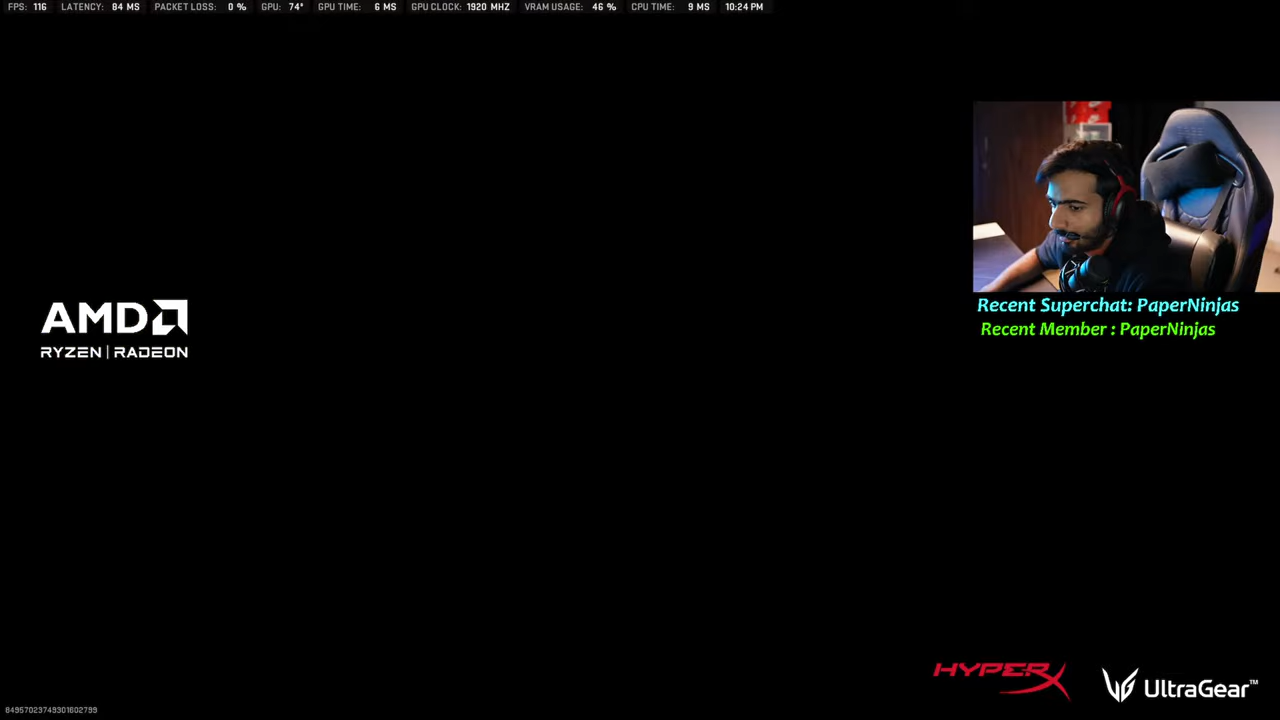 FPS: 116 LATENCY: 84 MS PACKET LOSS: 0 % GPU: 74° GPU TIME: 6 MS GPU CLOCK: 1920 MHZ VRAM USAGE: 46 % CPU TIME: 9 MS 10:24 PM
AMD
RYZEN | RADEON
Recent Superchat: PaperNinjas
Recent Member : PaperNinjas
HYPERX
UltraGear™
84957023749301602799